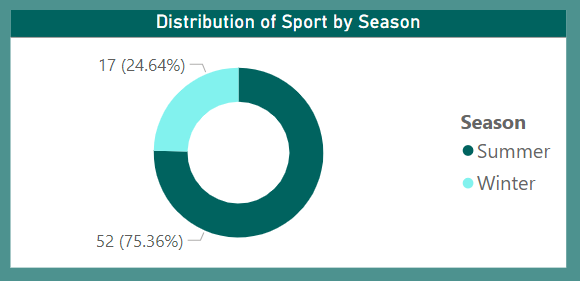 Distribution of Sport by Season
17 (24.64%)
52 (75.36%)
Season
Summer
Winter